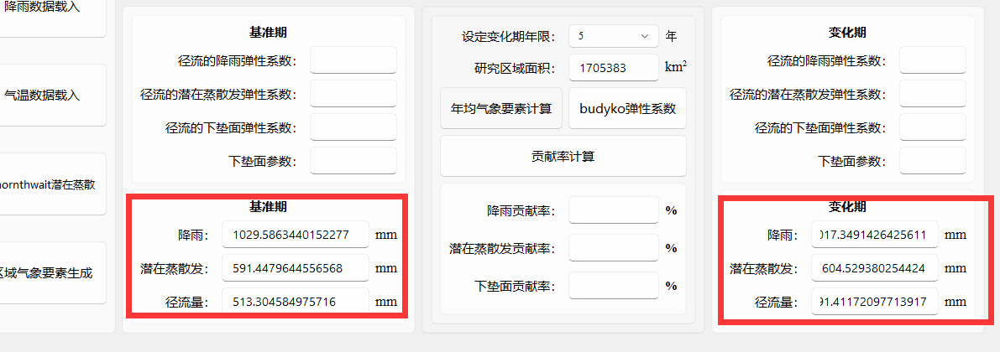 降雨数据载入
气温数据载入
ornthwait潜在蒸散
区域气象要素生成
基准期
径流的降雨弹性系数：
径流的潜在蒸散发弹性系数：
径流的下垫面弹性系数：
下垫面参数：
基准期
降雨： 1029.5863440152277 mm
潜在蒸散发： 591.4479644556568 mm
径流量： 513.304584975716 mm
设定变化期年限： 5 年
研究区域面积： 1705383 km²
年均气象要素计算 budyko弹性系数
贡献率计算
降雨贡献率： %
潜在蒸散发贡献率： %
下垫面贡献率： %
变化期
径流的降雨弹性系数：
径流的潜在蒸散发弹性系数：
径流的下垫面弹性系数：
下垫面参数：
变化期
降雨： 017.3491426425611 mm
潜在蒸散发： 604.529380254424 mm
径流量： 91.41172097713917 mm